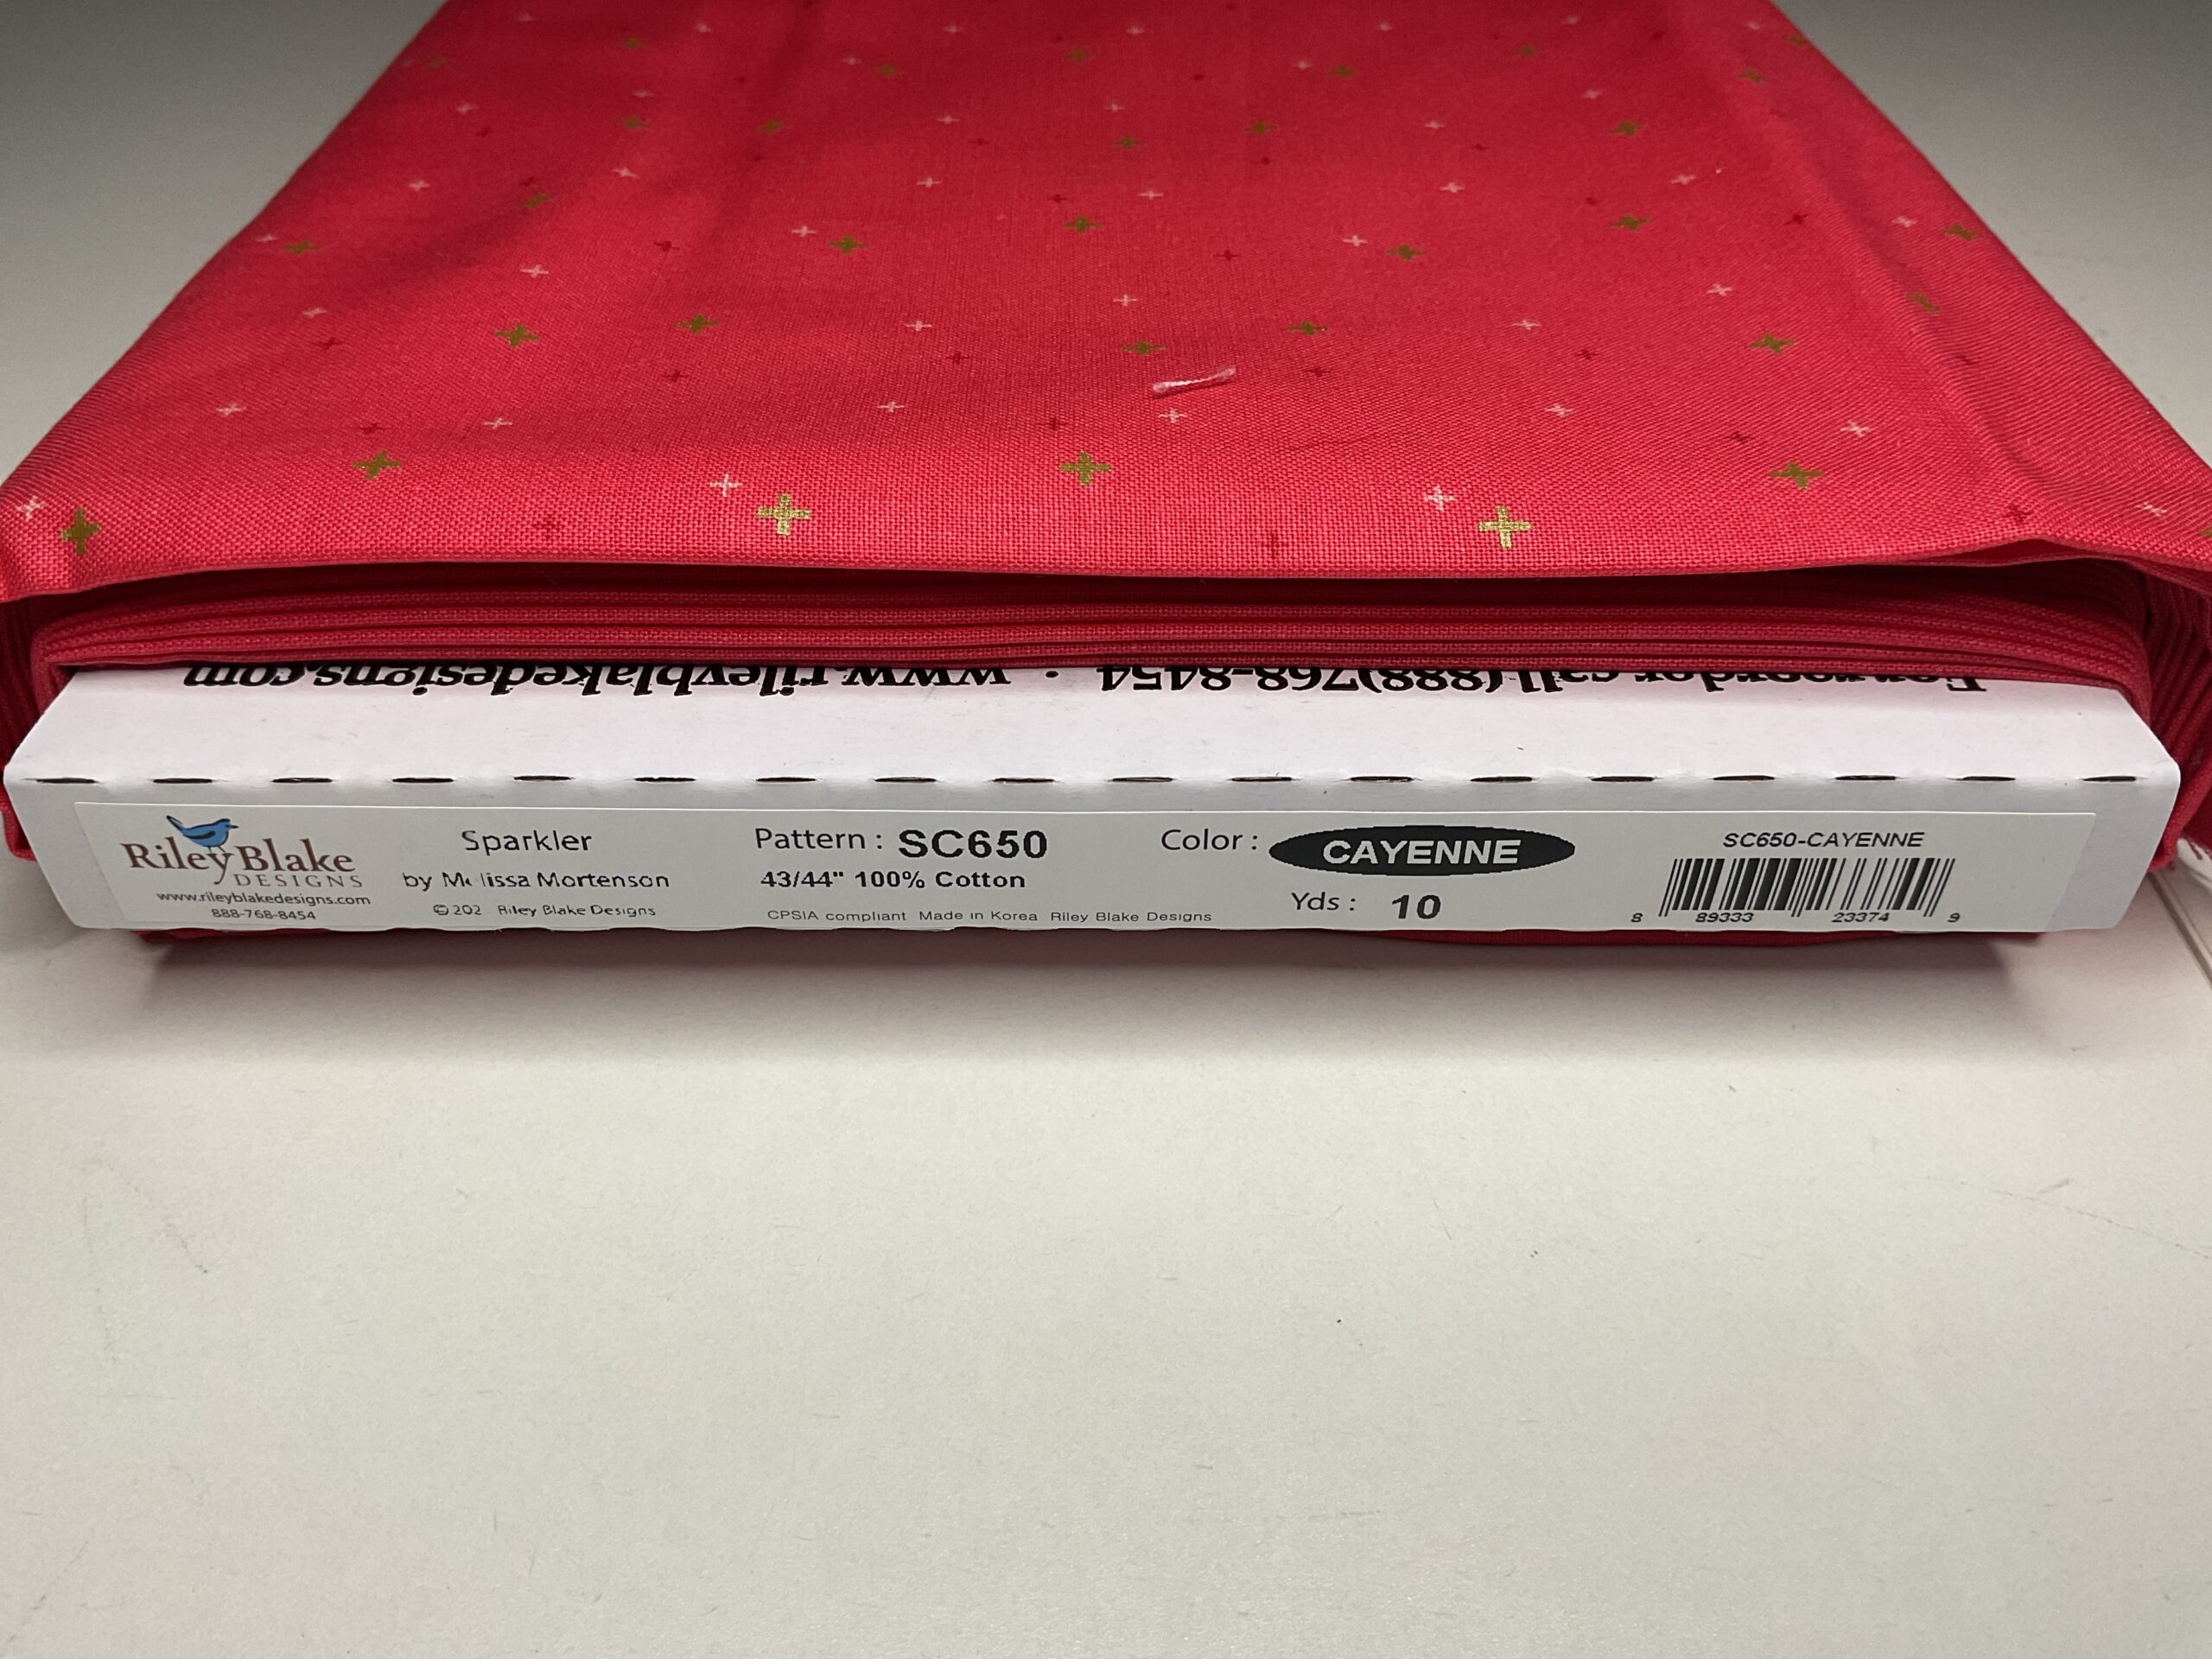 For reorder call (888)768-8454 · www.rileyblakedesigns.com
Riley Blake
DESIGNS
www.rileyblakedesigns.com
888-768-8454
Sparkler
by Melissa Mortenson
©202 Riley Blake Designs
Pattern : SC650
43/44" 100% Cotton
CPSIA compliant Made in Korea Riley Blake Designs
Color : CAYENNE
Yds : 10
SC650-CAYENNE
8 89333 23374 9